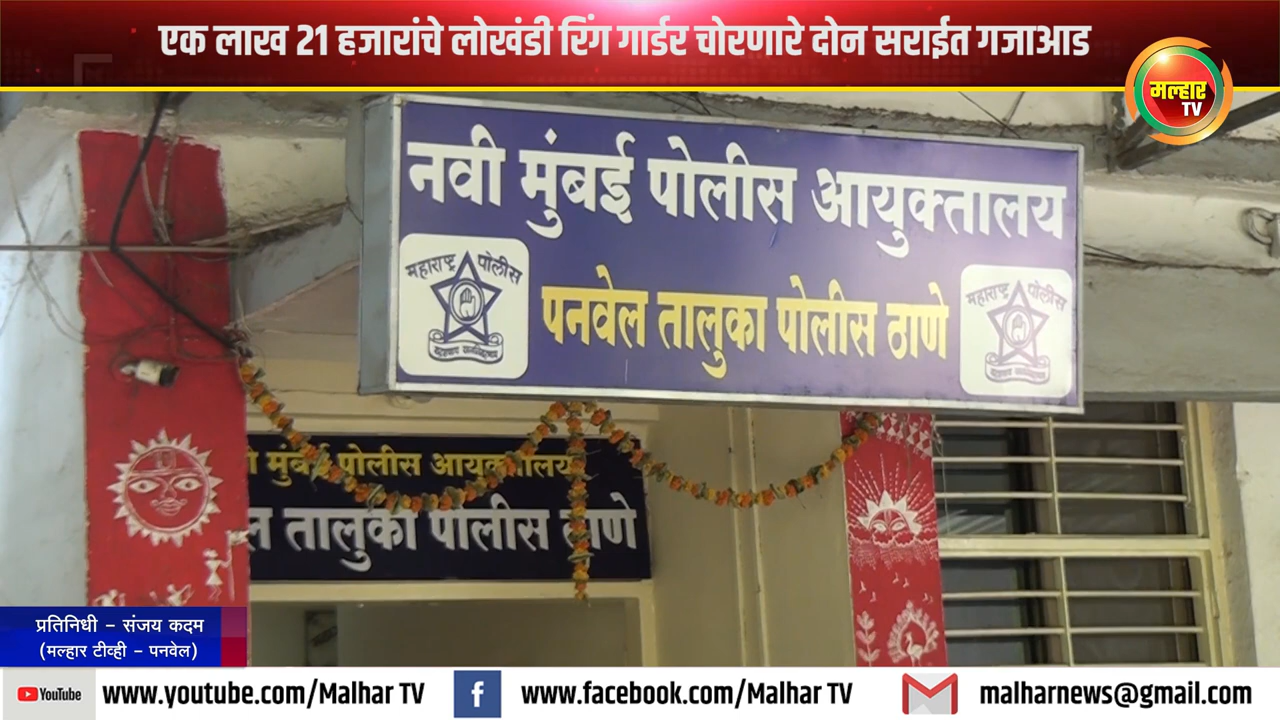 एक लाख 21 हजारांचे लोखंडी रिंग गार्डर चोरणारे दोन सराईत गजाआड
मल्हार
TV
नवी मुंबई पोलीस आयुक्तालय
महाराष्ट्र पोलीस
पनवेल तालुका पोलीस ठाणे
महाराष्ट्र पोलीस
मुंबई पोलीस आयुक्तालय
ल तालुका पोलीस ठाणे
प्रतिनिधी – संजय कदम
(मल्हार टीव्ही – पनवेल)
YouTube
www.youtube.com/Malhar TV
f
www.facebook.com/Malhar TV
malharnews@gmail.com